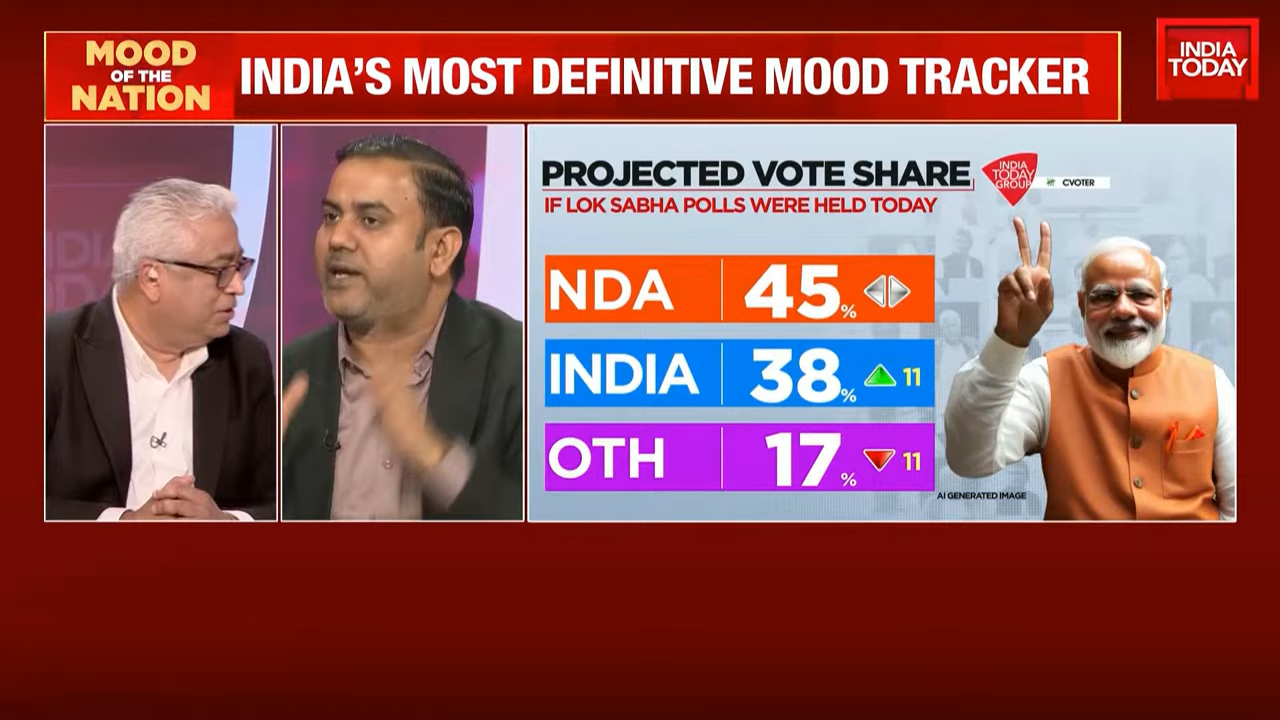 MOOD
OF THE
NATION
INDIA'S MOST DEFINITIVE MOOD TRACKER
INDIA
TODAY
PROJECTED VOTE SHARE
IF LOK SABHA POLLS WERE HELD TODAY
INDIA
TODAY
GROUP
CVOTER
NDA 45%
INDIA 38% 11
OTH 17% 11
AI GENERATED IMAGE